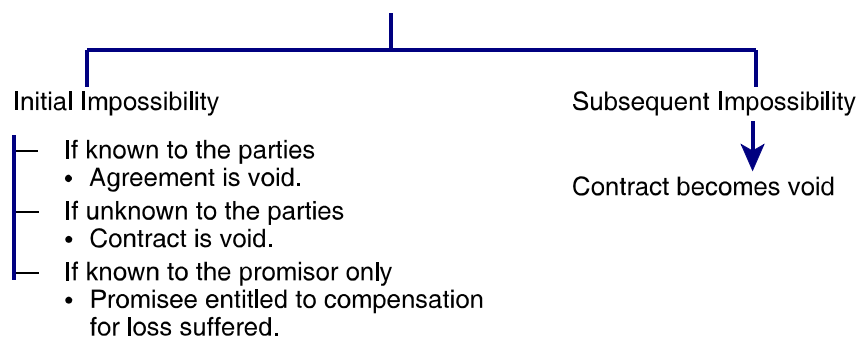 Initial Impossibility
If known to the parties
• Agreement is void.
If unknown to the parties
• Contract is void.
If known to the promisor only
• Promisee entitled to compensation
for loss suffered.
Subsequent Impossibility
Contract becomes void